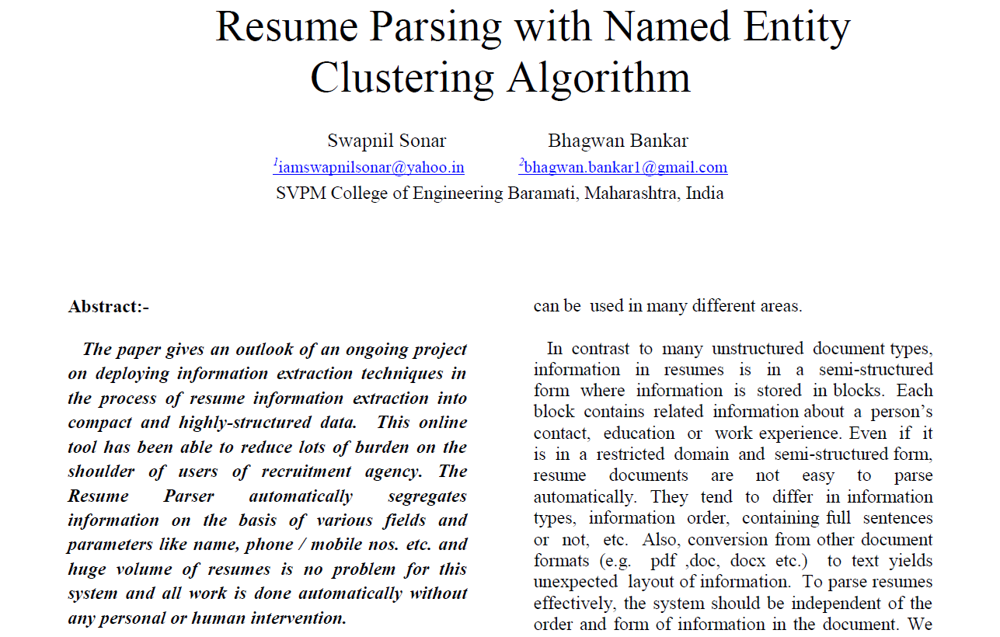 Resume Parsing with Named Entity
Clustering Algorithm
Swapnil Sonar Bhagwan Bankar
1iamswapnilsonar@yahoo.in 2bhagwan.bankar1@gmail.com
SVPM College of Engineering Baramati, Maharashtra, India
Abstract:-
The paper gives an outlook of an ongoing project
on deploying information extraction techniques in
the process of resume information extraction into
compact and highly-structured data. This online
tool has been able to reduce lots of burden on the
shoulder of users of recruitment agency. The
Resume Parser automatically segregates
information on the basis of various fields and
parameters like name, phone / mobile nos. etc. and
huge volume of resumes is no problem for this
system and all work is done automatically without
any personal or human intervention.
can be used in many different areas.
In contrast to many unstructured document types,
information in resumes is in a semi-structured
form where information is stored in blocks. Each
block contains related information about a person's
contact, education or work experience. Even if it
is in a restricted domain and semi-structured form,
resume documents are not easy to parse
automatically. They tend to differ in information
types, information order, containing full sentences
or not, etc. Also, conversion from other document
formats (e.g. pdf ,doc, docx etc.) to text yields
unexpected layout of information. To parse resumes
effectively, the system should be independent of the
order and form of information in the document. We